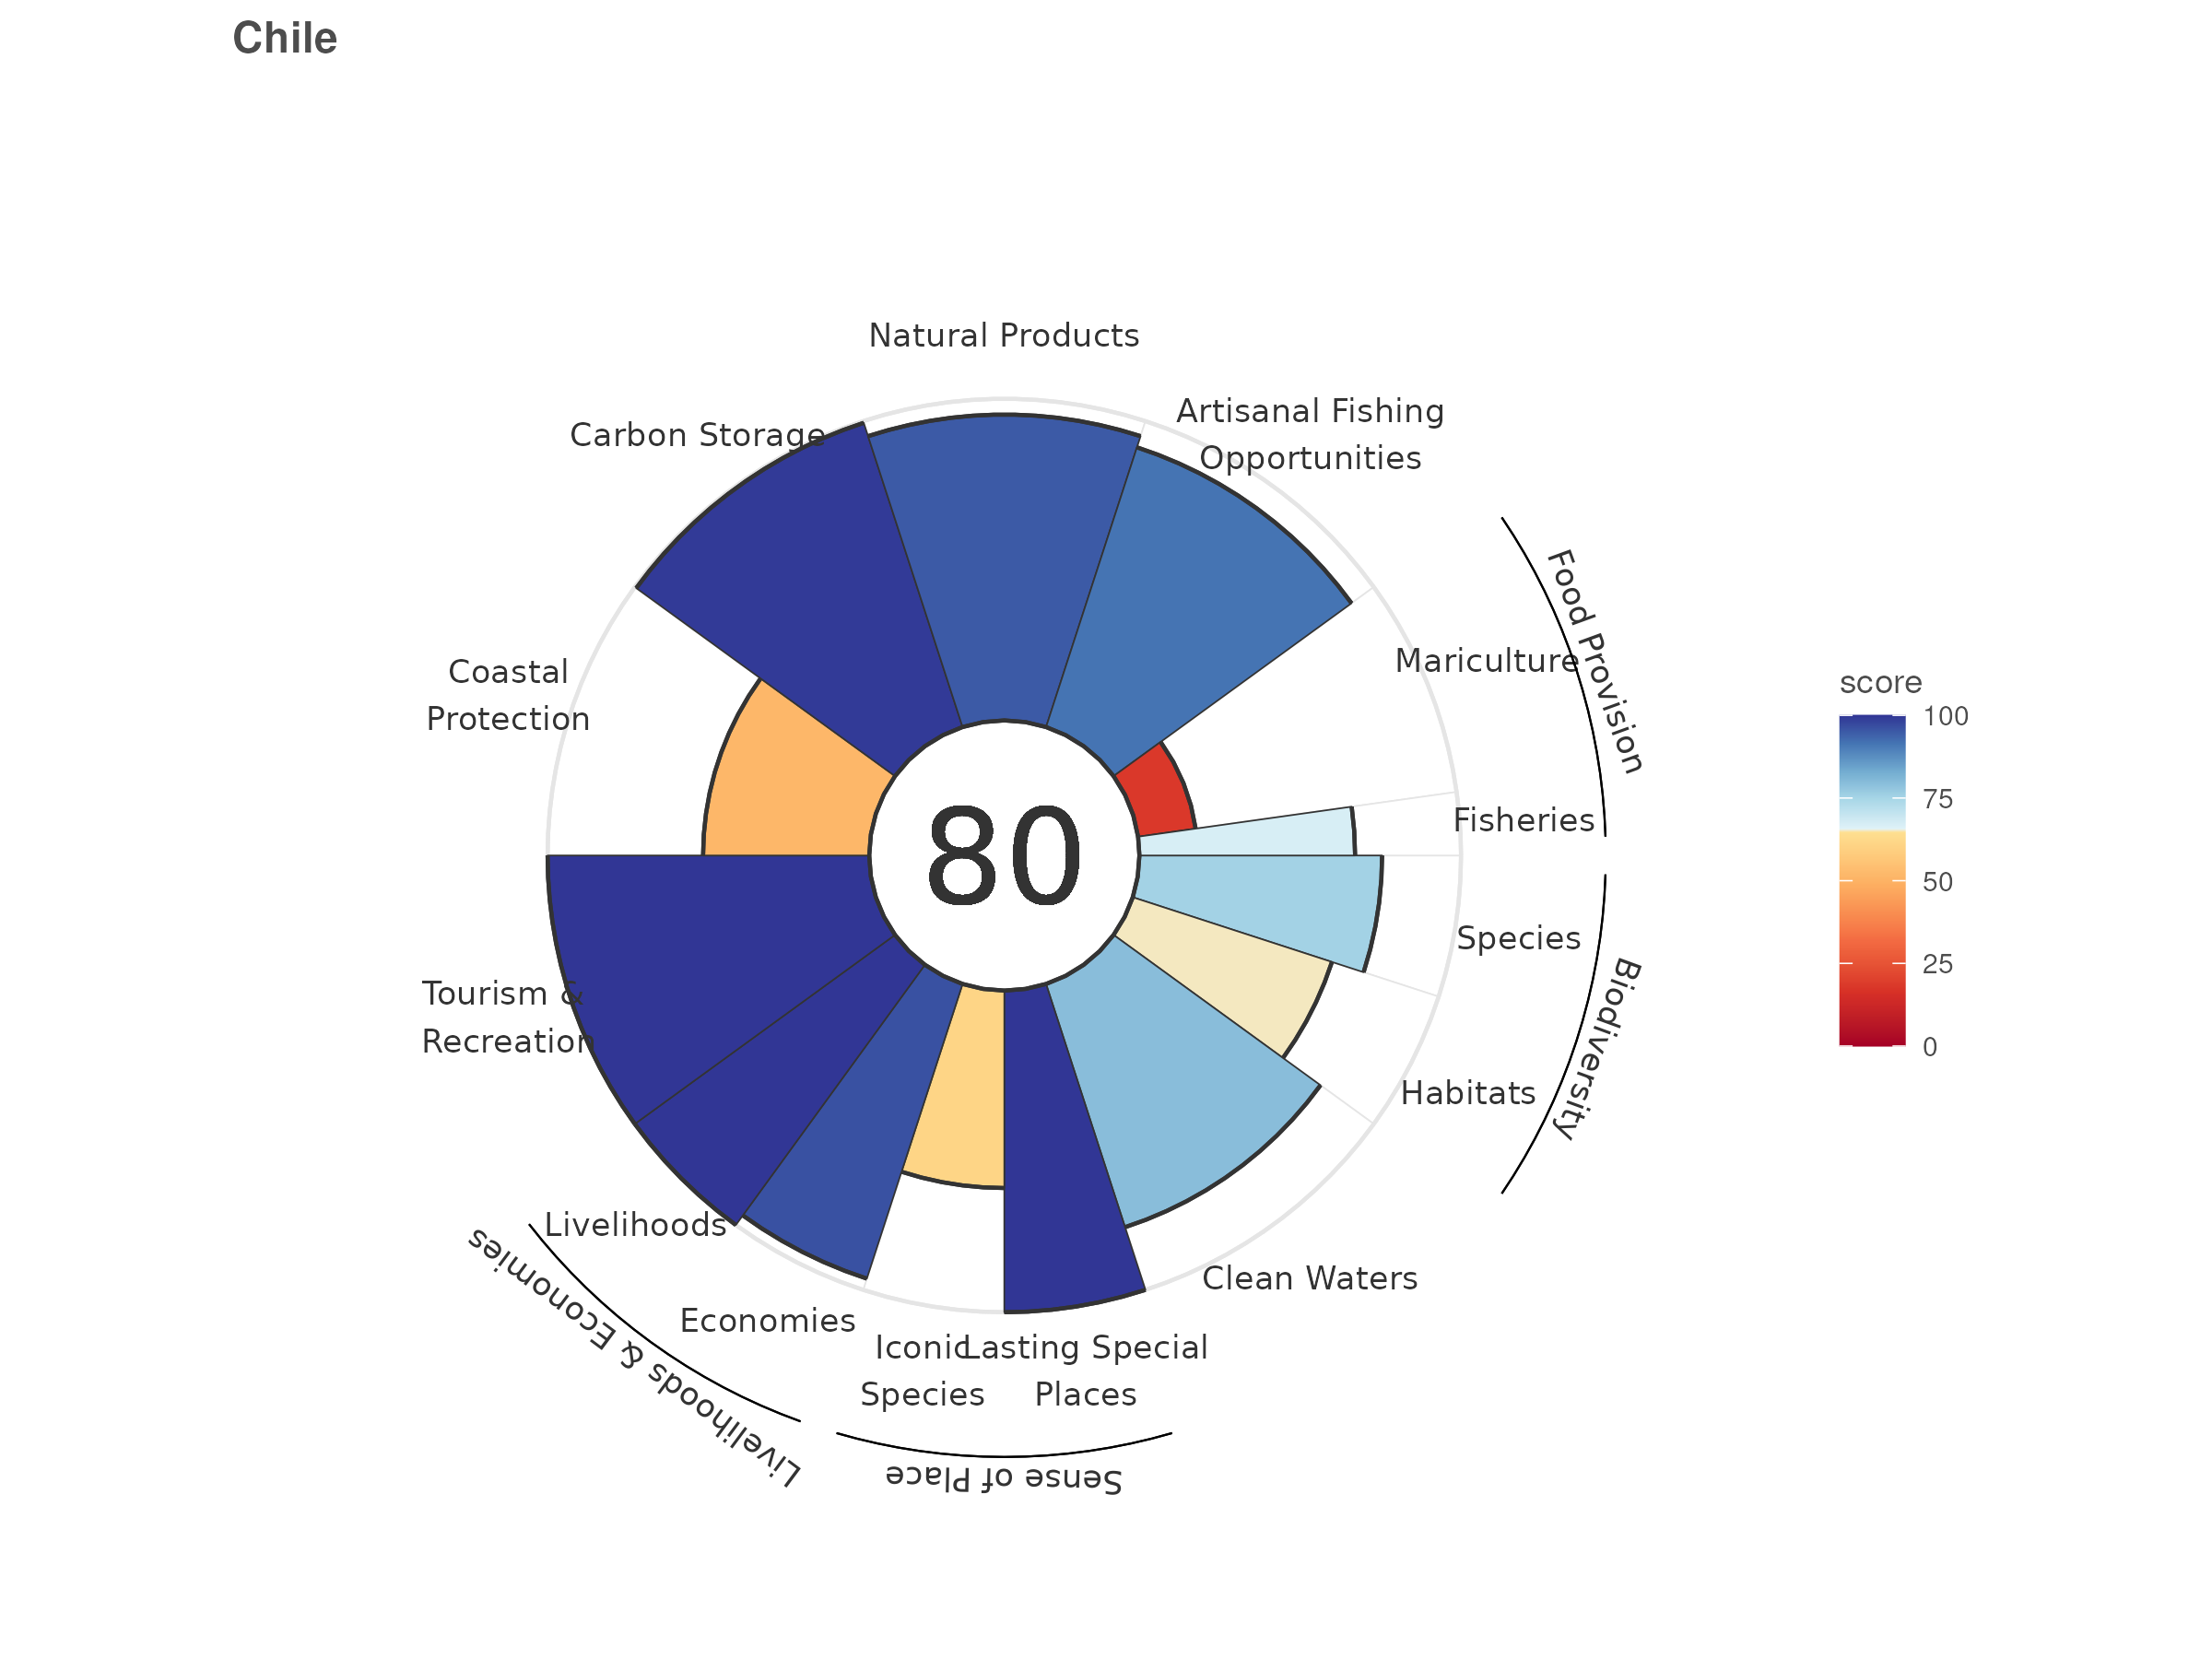 Chile
Natural Products
Artisanal Fishing
Opportunities
Carbon Storage
Food Provision
Mariculture
Coastal
Protection
Fisheries
80
Species
Biodiversity
Tourism &
Recreation
Habitats
Livelihoods
Clean Waters
Economies
Iconic
Species
Lasting Special
Places
Livelihoods & Economies
Sense of Place
score
100
75
50
25
0